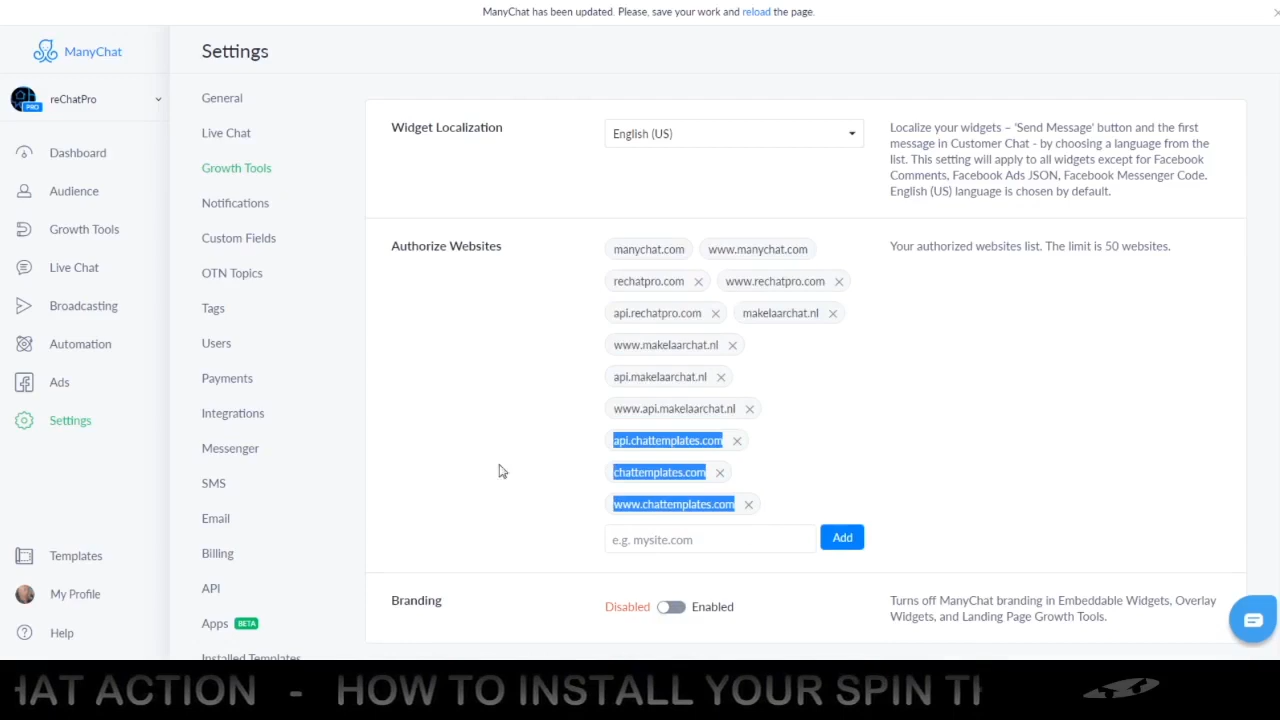 ManyChat has been updated. Please, save your work and reload the page.
ManyChat
Settings
PRO
reChatPro
Dashboard
Audience
Growth Tools
Live Chat
Broadcasting
Automation
Ads
Settings
Templates
My Profile
Help
General
Live Chat
Growth Tools
Notifications
Custom Fields
OTN Topics
Tags
Users
Payments
Integrations
Messenger
SMS
Email
Billing
API
Apps BETA
Installed Templates
Widget Localization
English (US)
Localize your widgets – 'Send Message' button and the first
message in Customer Chat - by choosing a language from the
list. This setting will apply to all widgets except for Facebook
Comments, Facebook Ads JSON, Facebook Messenger Code.
English (US) language is chosen by default.
Authorize Websites
manychat.com www.manychat.com
rechatpro.com www.rechatpro.com
api.rechatpro.com makelaarchat.nl
www.makelaarchat.nl
api.makelaarchat.nl
www.api.makelaarchat.nl
api.chattemplates.com
chattemplates.com
www.chattemplates.com
e.g. mysite.com Add
Your authorized websites list. The limit is 50 websites.
Branding
Disabled Enabled
Turns off ManyChat branding in Embeddable Widgets, Overlay
Widgets, and Landing Page Growth Tools.
HAT ACTION - HOW TO INSTALL YOUR SPIN